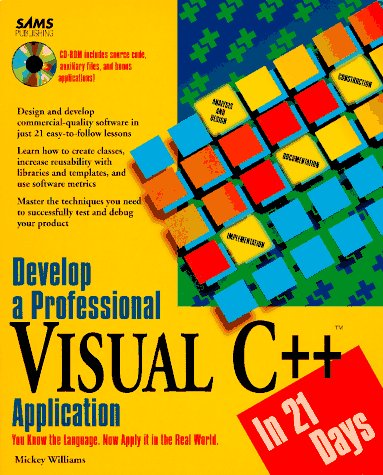 SAMS
PUBLISHING
CD-ROM includes source code,
auxiliary files, and bonus
applications!
Design and develop
commercial-quality software in
just 21 easy-to-follow lessons
Learn how to create classes,
increase reusability with
libraries and templates, and
use software metrics
Master the techniques you need
to successfully test and debug
your product
CONSTRUCTION
ANALYSIS AND
DESIGN
DOCUMENTATION
IMPLEMENTATION
Develop
a Professional
VISUAL C++™
Application
In 21
Days
You Know the Language. Now Apply it in the Real World.
Mickey Williams